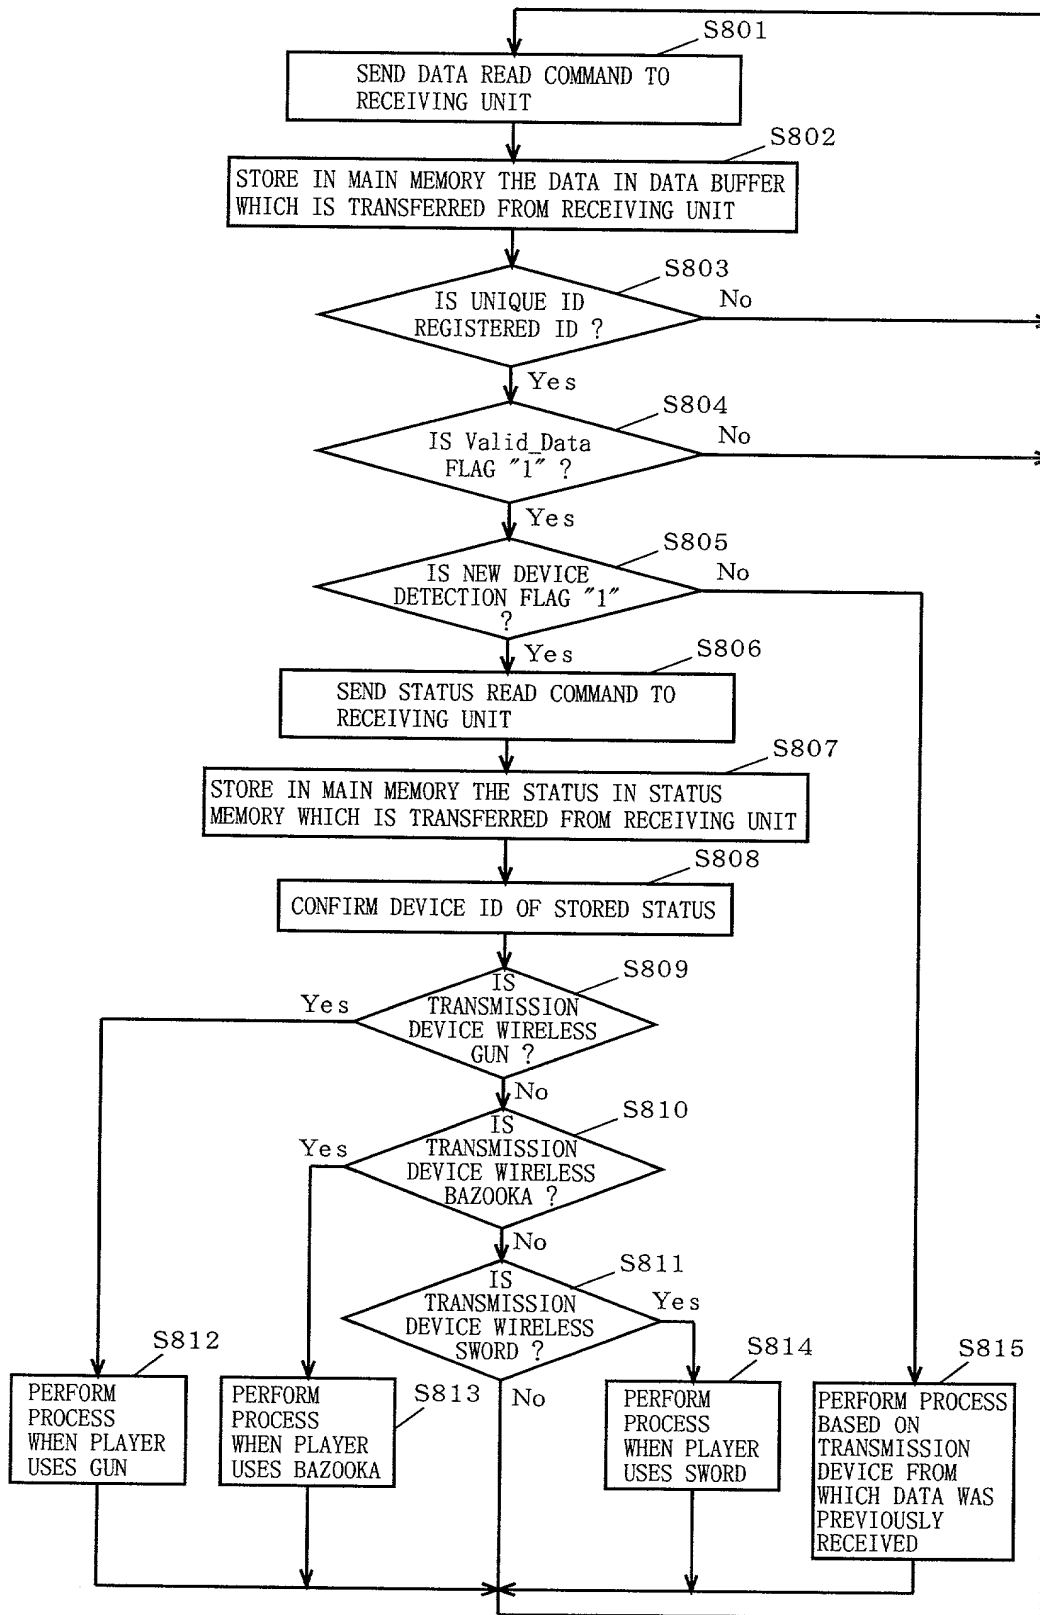 S801
SEND DATA READ COMMAND TO
RECEIVING UNIT
S802
STORE IN MAIN MEMORY THE DATA IN DATA BUFFER
WHICH IS TRANSFERRED FROM RECEIVING UNIT
S803
IS UNIQUE ID
REGISTERED ID ?
No
Yes
S804
IS Valid_Data
FLAG "1" ?
No
Yes
S805
IS NEW DEVICE
DETECTION FLAG "1"
?
No
Yes
S806
SEND STATUS READ COMMAND TO
RECEIVING UNIT
S807
STORE IN MAIN MEMORY THE STATUS IN STATUS
MEMORY WHICH IS TRANSFERRED FROM RECEIVING UNIT
S808
CONFIRM DEVICE ID OF STORED STATUS
S809
IS
TRANSMISSION
DEVICE WIRELESS
GUN ?
Yes
No
S810
IS
TRANSMISSION
DEVICE WIRELESS
BAZOOKA ?
Yes
No
S811
IS
TRANSMISSION
DEVICE WIRELESS
SWORD ?
Yes
No
S812
PERFORM
PROCESS
WHEN PLAYER
USES GUN
S813
PERFORM
PROCESS
WHEN PLAYER
USES BAZOOKA
S814
PERFORM
PROCESS
WHEN PLAYER
USES SWORD
S815
PERFORM PROCESS
BASED ON
TRANSMISSION
DEVICE FROM
WHICH DATA WAS
PREVIOUSLY
RECEIVED